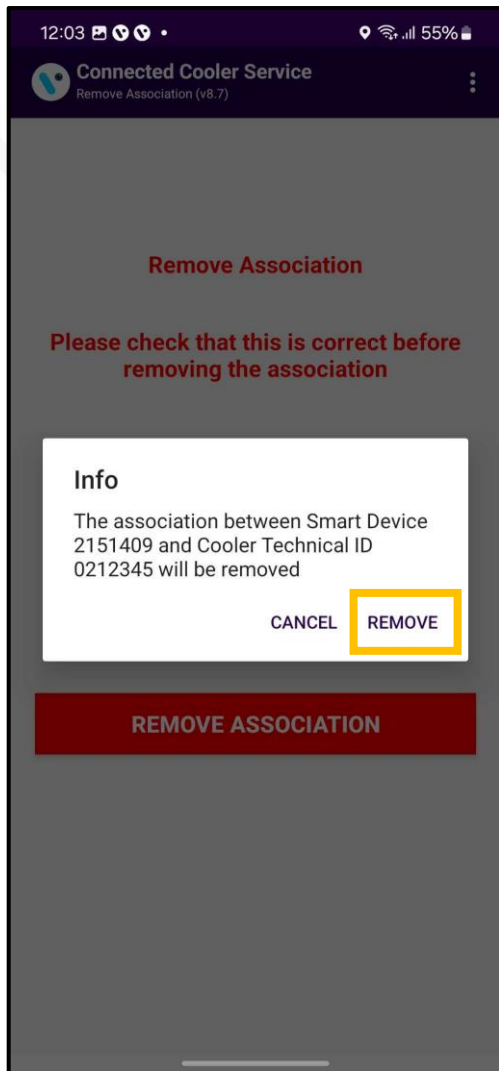 12:03 55%
Connected Cooler Service
Remove Association (v8.7)
Remove Association
Please check that this is correct before
removing the association
Info
The association between Smart Device
2151409 and Cooler Technical ID
0212345 will be removed
CANCEL REMOVE
REMOVE ASSOCIATION